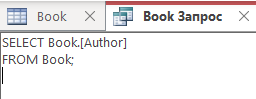 Book
Book Запрос
SELECT Book.[Author]
FROM Book;